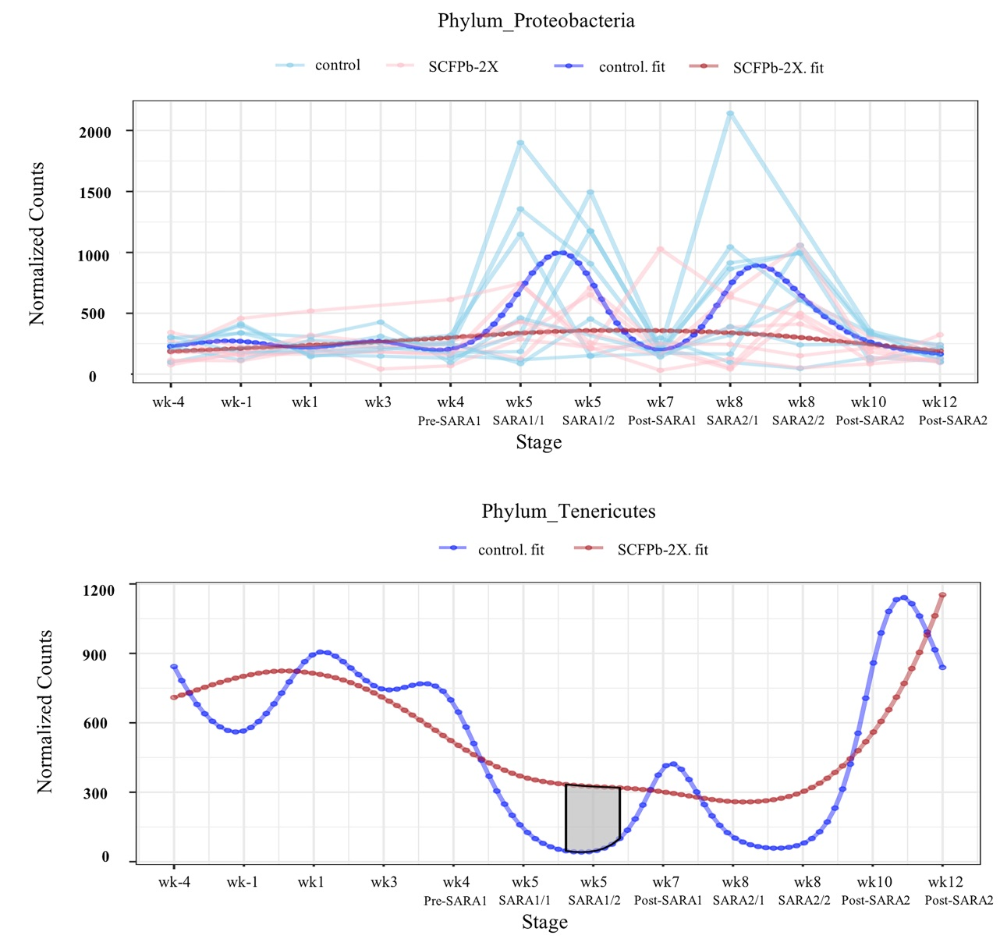 Phylum_Proteobacteria
control SCFPb-2X control. fit SCFPb-2X. fit
2000
1500
1000
500
0
Normalized Counts
wk-4 wk-1 wk1 wk3 wk4 wk5 wk5 wk7 wk8 wk8 wk10 wk12
Pre-SARA1 SARA1/1 SARA1/2 Post-SARA1 SARA2/1 SARA2/2 Post-SARA2 Post-SARA2
Stage
Phylum_Tenericutes
control. fit SCFPb-2X. fit
1200
900
600
300
0
Normalized Counts
wk-4 wk-1 wk1 wk3 wk4 wk5 wk5 wk7 wk8 wk8 wk10 wk12
Pre-SARA1 SARA1/1 SARA1/2 Post-SARA1 SARA2/1 SARA2/2 Post-SARA2 Post-SARA2
Stage